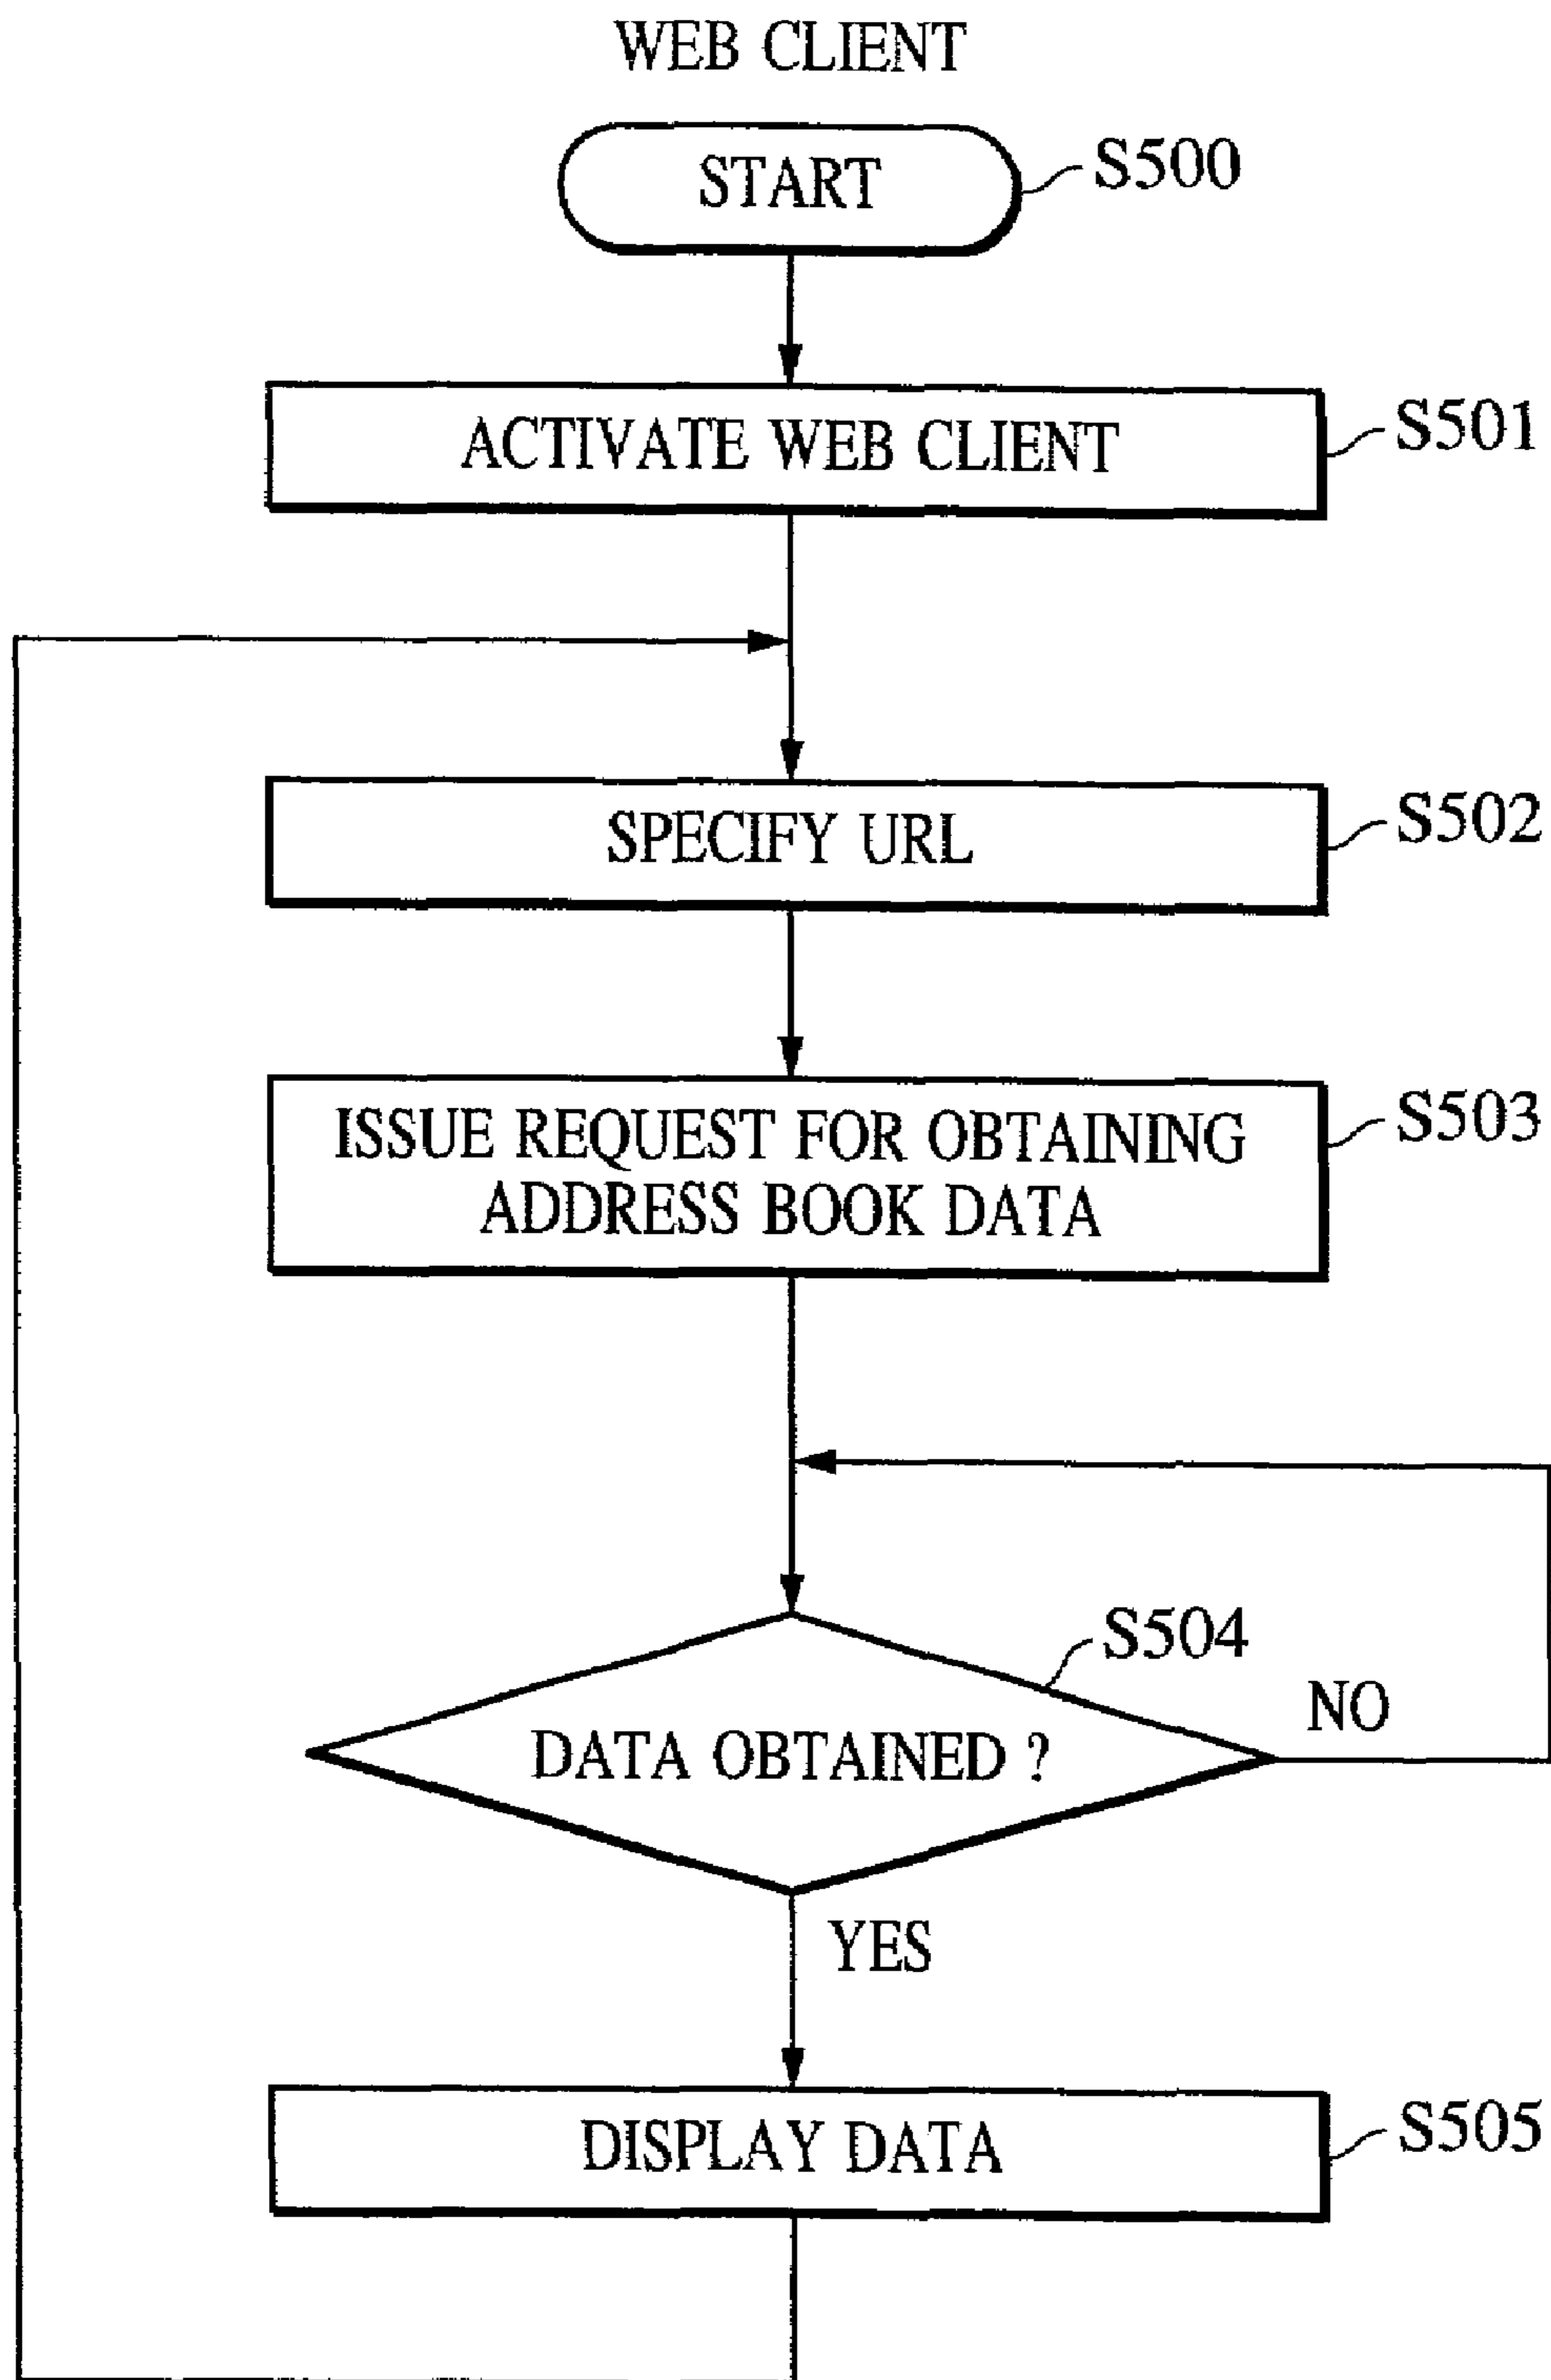 WEB CLIENT
START
S500
ACTIVATE WEB CLIENT
S501
SPECIFY URL
S502
ISSUE REQUEST FOR OBTAINING
ADDRESS BOOK DATA
S503
S504
DATA OBTAINED ?
NO
YES
DISPLAY DATA
S505